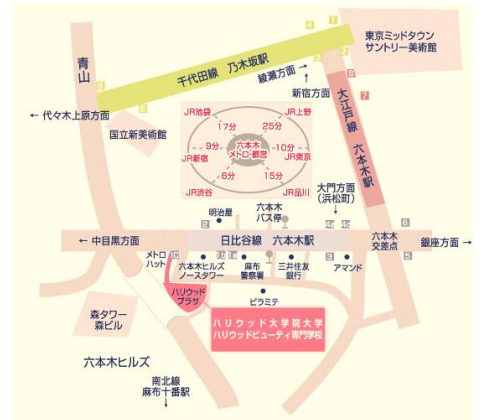 東京ミッドタウン
サントリー美術館
千代田線 乃木坂駅
綾瀬方面 →
新宿方面
↑
青山
← 代々木上原方面
国立新美術館
JR池袋
JR上野
17分
25分
9分
六本木
メトロ・都営
10分
JR新宿
JR東京
6分
15分
JR渋谷
JR品川
大江戸線 六本木駅
大門方面
(浜松町)
↓
明治屋
六本木
バス停
← 中目黒方面
日比谷線 六本木駅
六本木
交差点
銀座方面
→
メトロ
ハット
六本木ヒルズ
ノースタワー
麻布
警察署
三井住友
銀行
アマンド
ハリウッド
プラザ
ピラミデ
ハリウッド大学院大学
ハリウッドビューティ専門学校
森タワー
森ビル
六本木ヒルズ
南北線
麻布十番駅
↓